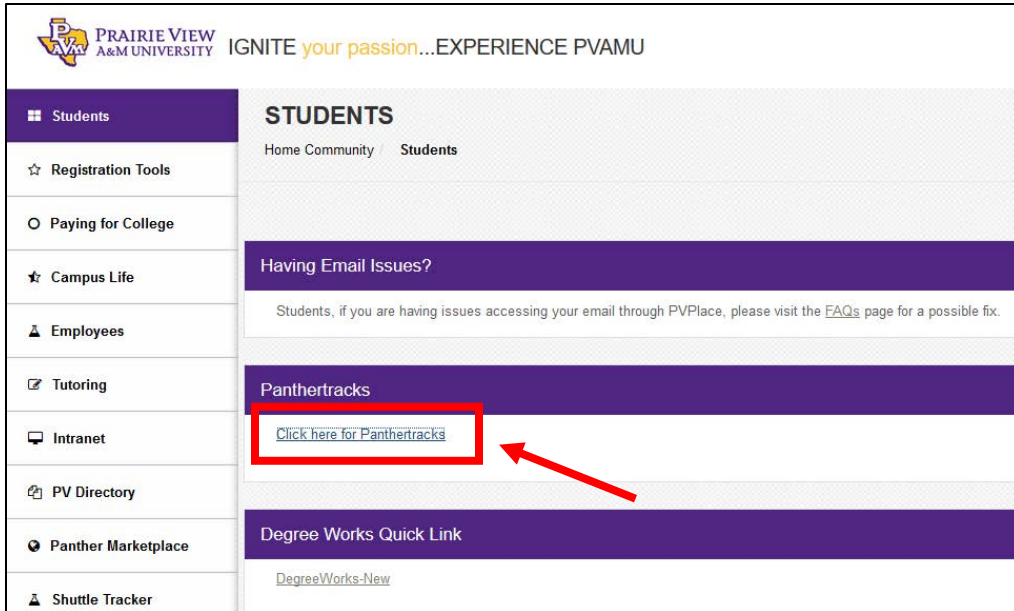 PVAMU
PRAIRIE VIEW
A&M UNIVERSITY
IGNITE your passion...EXPERIENCE PVAMU
Students
Registration Tools
Paying for College
Campus Life
Employees
Tutoring
Intranet
PV Directory
Panther Marketplace
Shuttle Tracker
STUDENTS
Home Community / Students
Having Email Issues?
Students, if you are having issues accessing your email through PVPlace, please visit the FAQs page for a possible fix.
Panthertracks
Click here for Panthertracks
Degree Works Quick Link
DegreeWorks-New